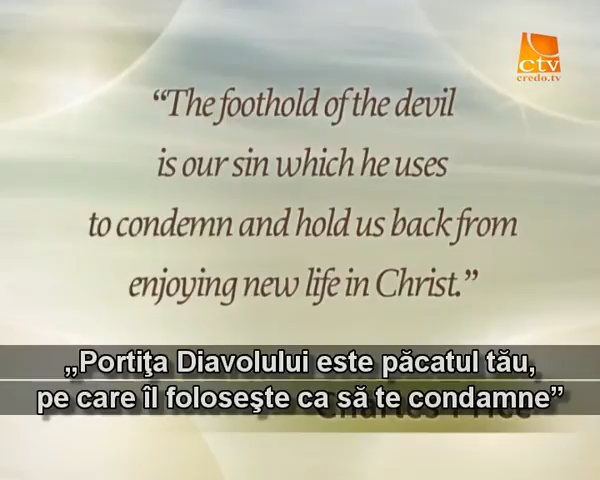 ctv
credo.tv
“The foothold of the devil
is our sin which he uses
to condemn and hold us back from
enjoying new life in Christ.”
„Portiţa Diavolului este păcatul tău,
pe care îl foloseşte ca să te condamne”
Charles Price